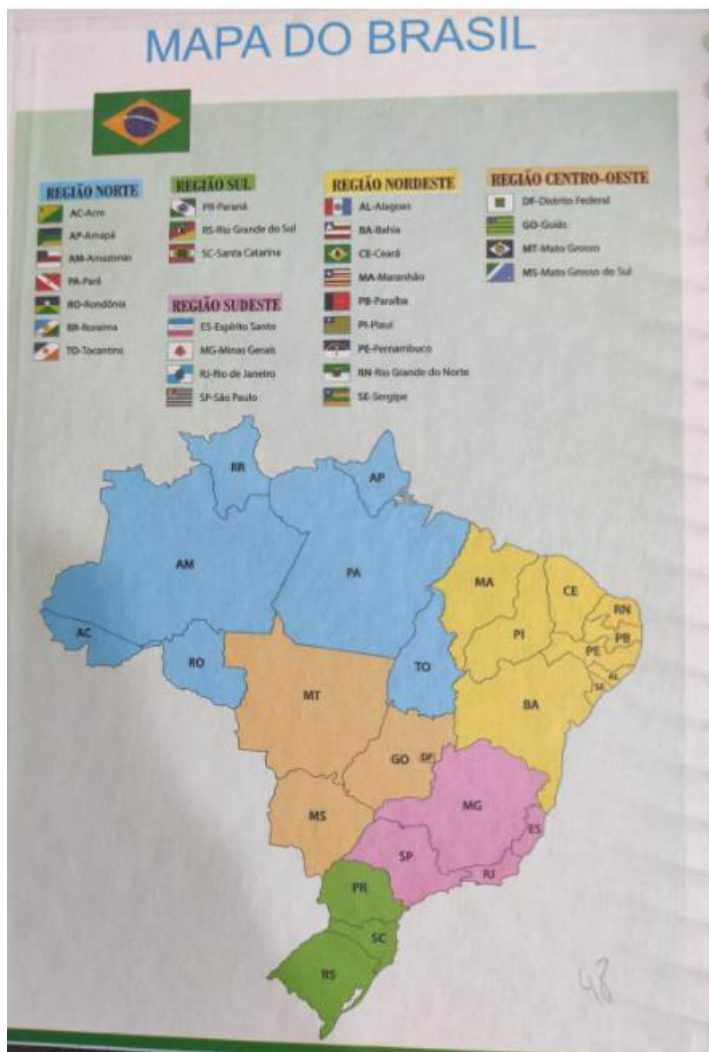 MAPA DO BRASIL
REGIÃO NORTE
AC-Acre
AP-Amapá
AM-Amazonas
PA-Pará
RO-Rondônia
RR-Roraima
TO-Tocantins
REGIÃO SUL
PR-Paraná
RS-Rio Grande do Sul
SC-Santa Catarina
REGIÃO SUDESTE
ES-Espírito Santo
MG-Minas Gerais
RJ-Rio de Janeiro
SP-São Paulo
REGIÃO NORDESTE
AL-Alagoas
BA-Bahia
CE-Ceará
MA-Maranhão
PB-Paraíba
PI-Piauí
PE-Pernambuco
RN-Rio Grande do Norte
SE-Sergipe
REGIÃO CENTRO-OESTE
DF-Distrito Federal
GO-Goiás
MT-Mato Grosso
MS-Mato Grosso do Sul
RR
AP
AM
PA
MA
CE
RN
PB
PE
PI
AL
SE
AC
RO
TO
BA
MT
GO
DF
MG
ES
MS
SP
RJ
PR
SC
RS
48